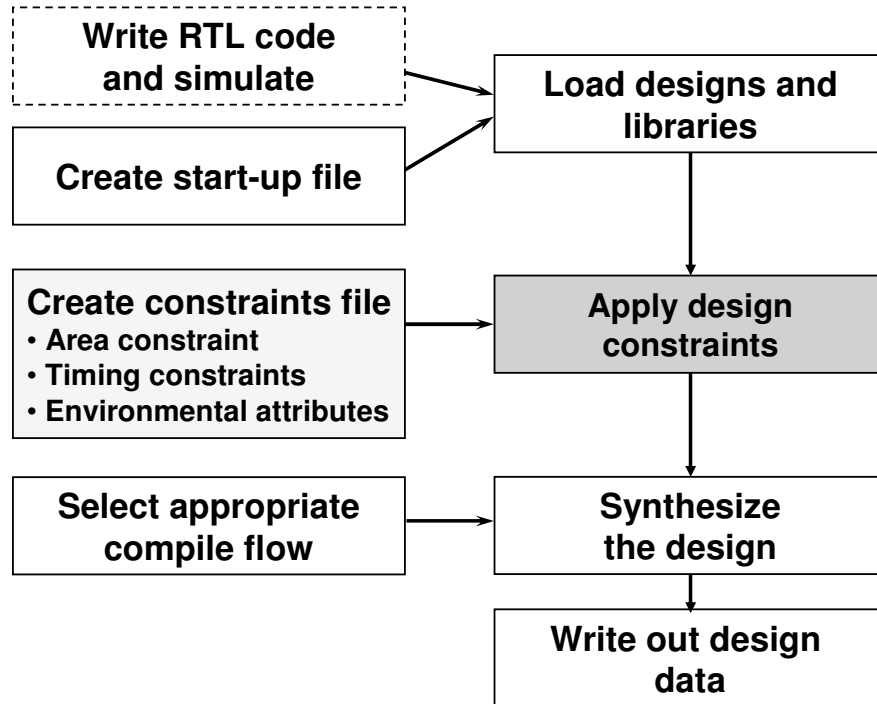 Write RTL code
and simulate
Load designs and
libraries
Create start-up file
Create constraints file
• Area constraint
• Timing constraints
• Environmental attributes
Apply design
constraints
Select appropriate
compile flow
Synthesize
the design
Write out design
data